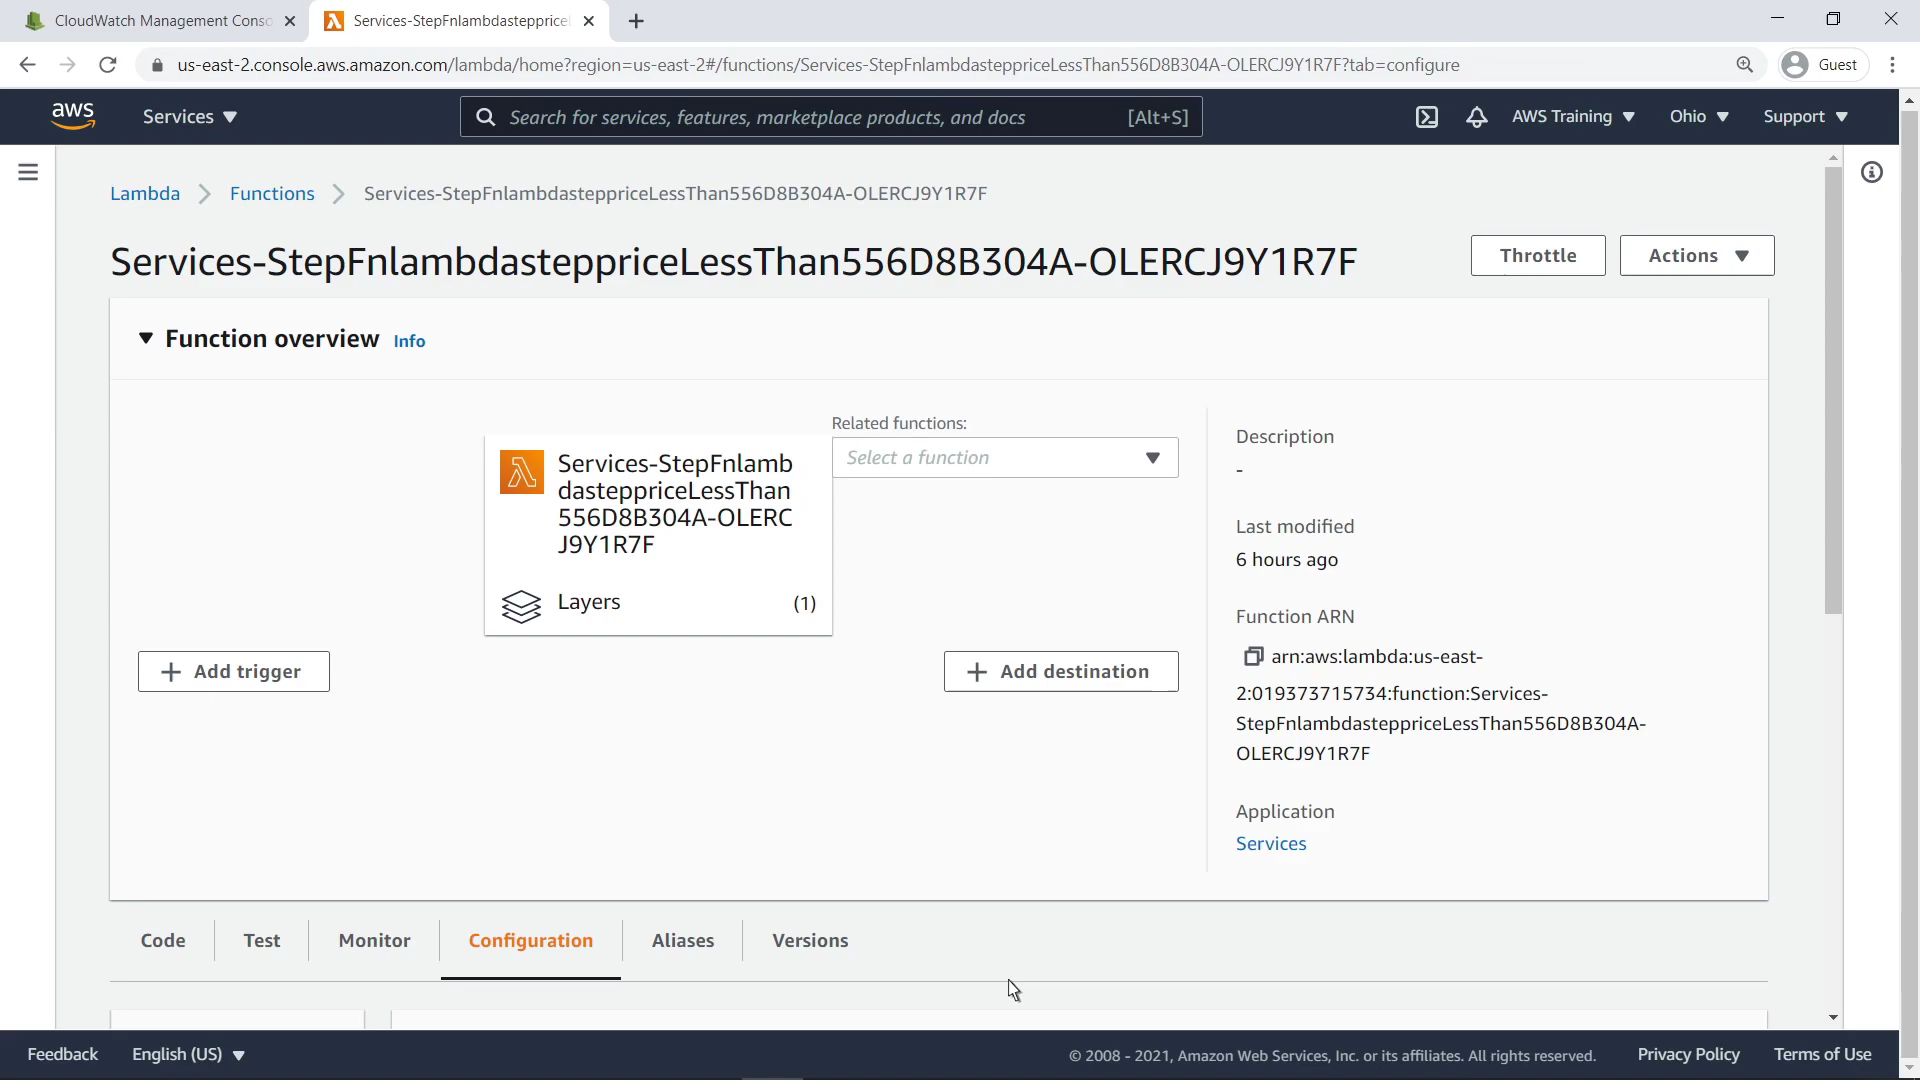 CloudWatch Management Conso
Services-StepFnlambdasteppricel
us-east-2.console.aws.amazon.com/lambda/home?region=us-east-2#/functions/Services-StepFnlambdasteppriceLessThan556D8B304A-OLERCJ9Y1R7F?tab=configure
Guest
aws
Services
Search for services, features, marketplace products, and docs
[Alt+S]
AWS Training
Ohio
Support
Lambda
Functions
Services-StepFnlambdasteppriceLessThan556D8B304A-OLERCJ9Y1R7F
Services-StepFnlambdasteppriceLessThan556D8B304A-OLERCJ9Y1R7F
Throttle
Actions
Function overview Info
Services-StepFnlamb
dasteppriceLessThan
556D8B304A-OLERC
J9Y1R7F
Layers
(1)
Related functions:
Select a function
Add trigger
Add destination
Description
-
Last modified
6 hours ago
Function ARN
arn:aws:lambda:us-east-
2:019373715734:function:Services-
StepFnlambdasteppriceLessThan556D8B304A-
OLERCJ9Y1R7F
Application
Services
Code
Test
Monitor
Configuration
Aliases
Versions
Feedback
English (US)
© 2008 - 2021, Amazon Web Services, Inc. or its affiliates. All rights reserved.
Privacy Policy
Terms of Use